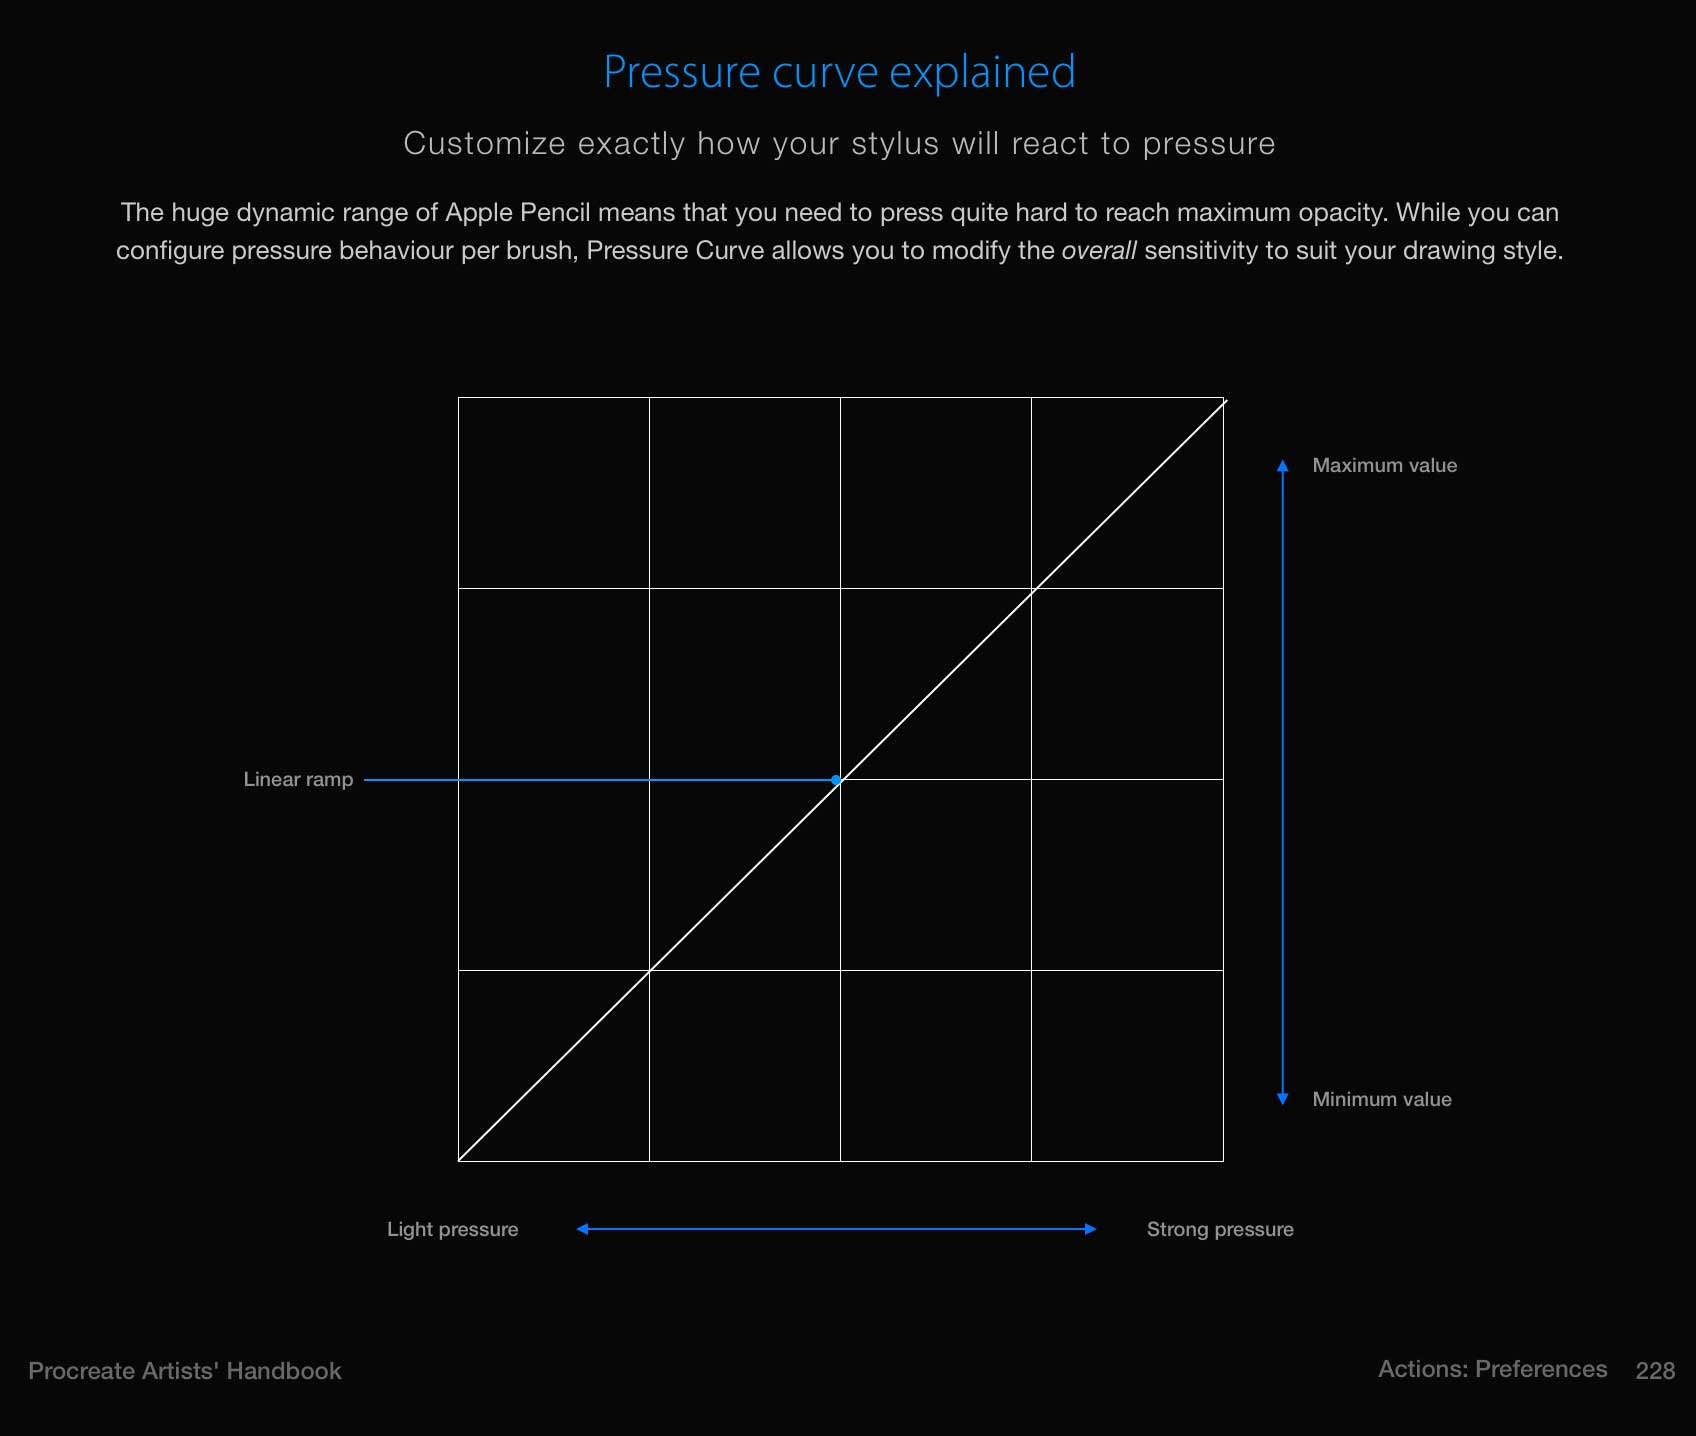 Pressure curve explained
Customize exactly how your stylus will react to pressure
The huge dynamic range of Apple Pencil means that you need to press quite hard to reach maximum opacity. While you can
configure pressure behaviour per brush, Pressure Curve allows you to modify the overall sensitivity to suit your drawing style.
Maximum value
Linear ramp
Minimum value
Light pressure
Strong pressure
Procreate Artists' Handbook
Actions: Preferences 228